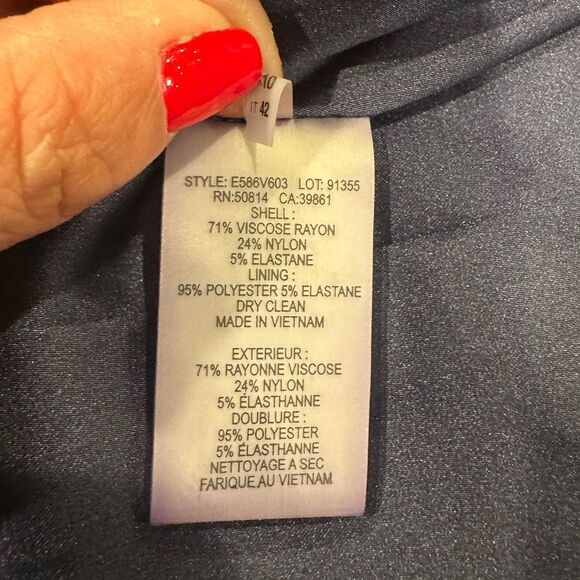 IT 42
STYLE: E586V603 LOT: 91355
RN:50814 CA:39861
SHELL :
71% VISCOSE RAYON
24% NYLON
5% ELASTANE
LINING :
95% POLYESTER 5% ELASTANE
DRY CLEAN
MADE IN VIETNAM
EXTERIEUR :
71% RAYONNE VISCOSE
24% NYLON
5% ÉLASTHANNE
DOUBLURE :
95% POLYESTER
5% ÉLASTHANNE
NETTOYAGE A SEC
FARIQUE AU VIETNAM